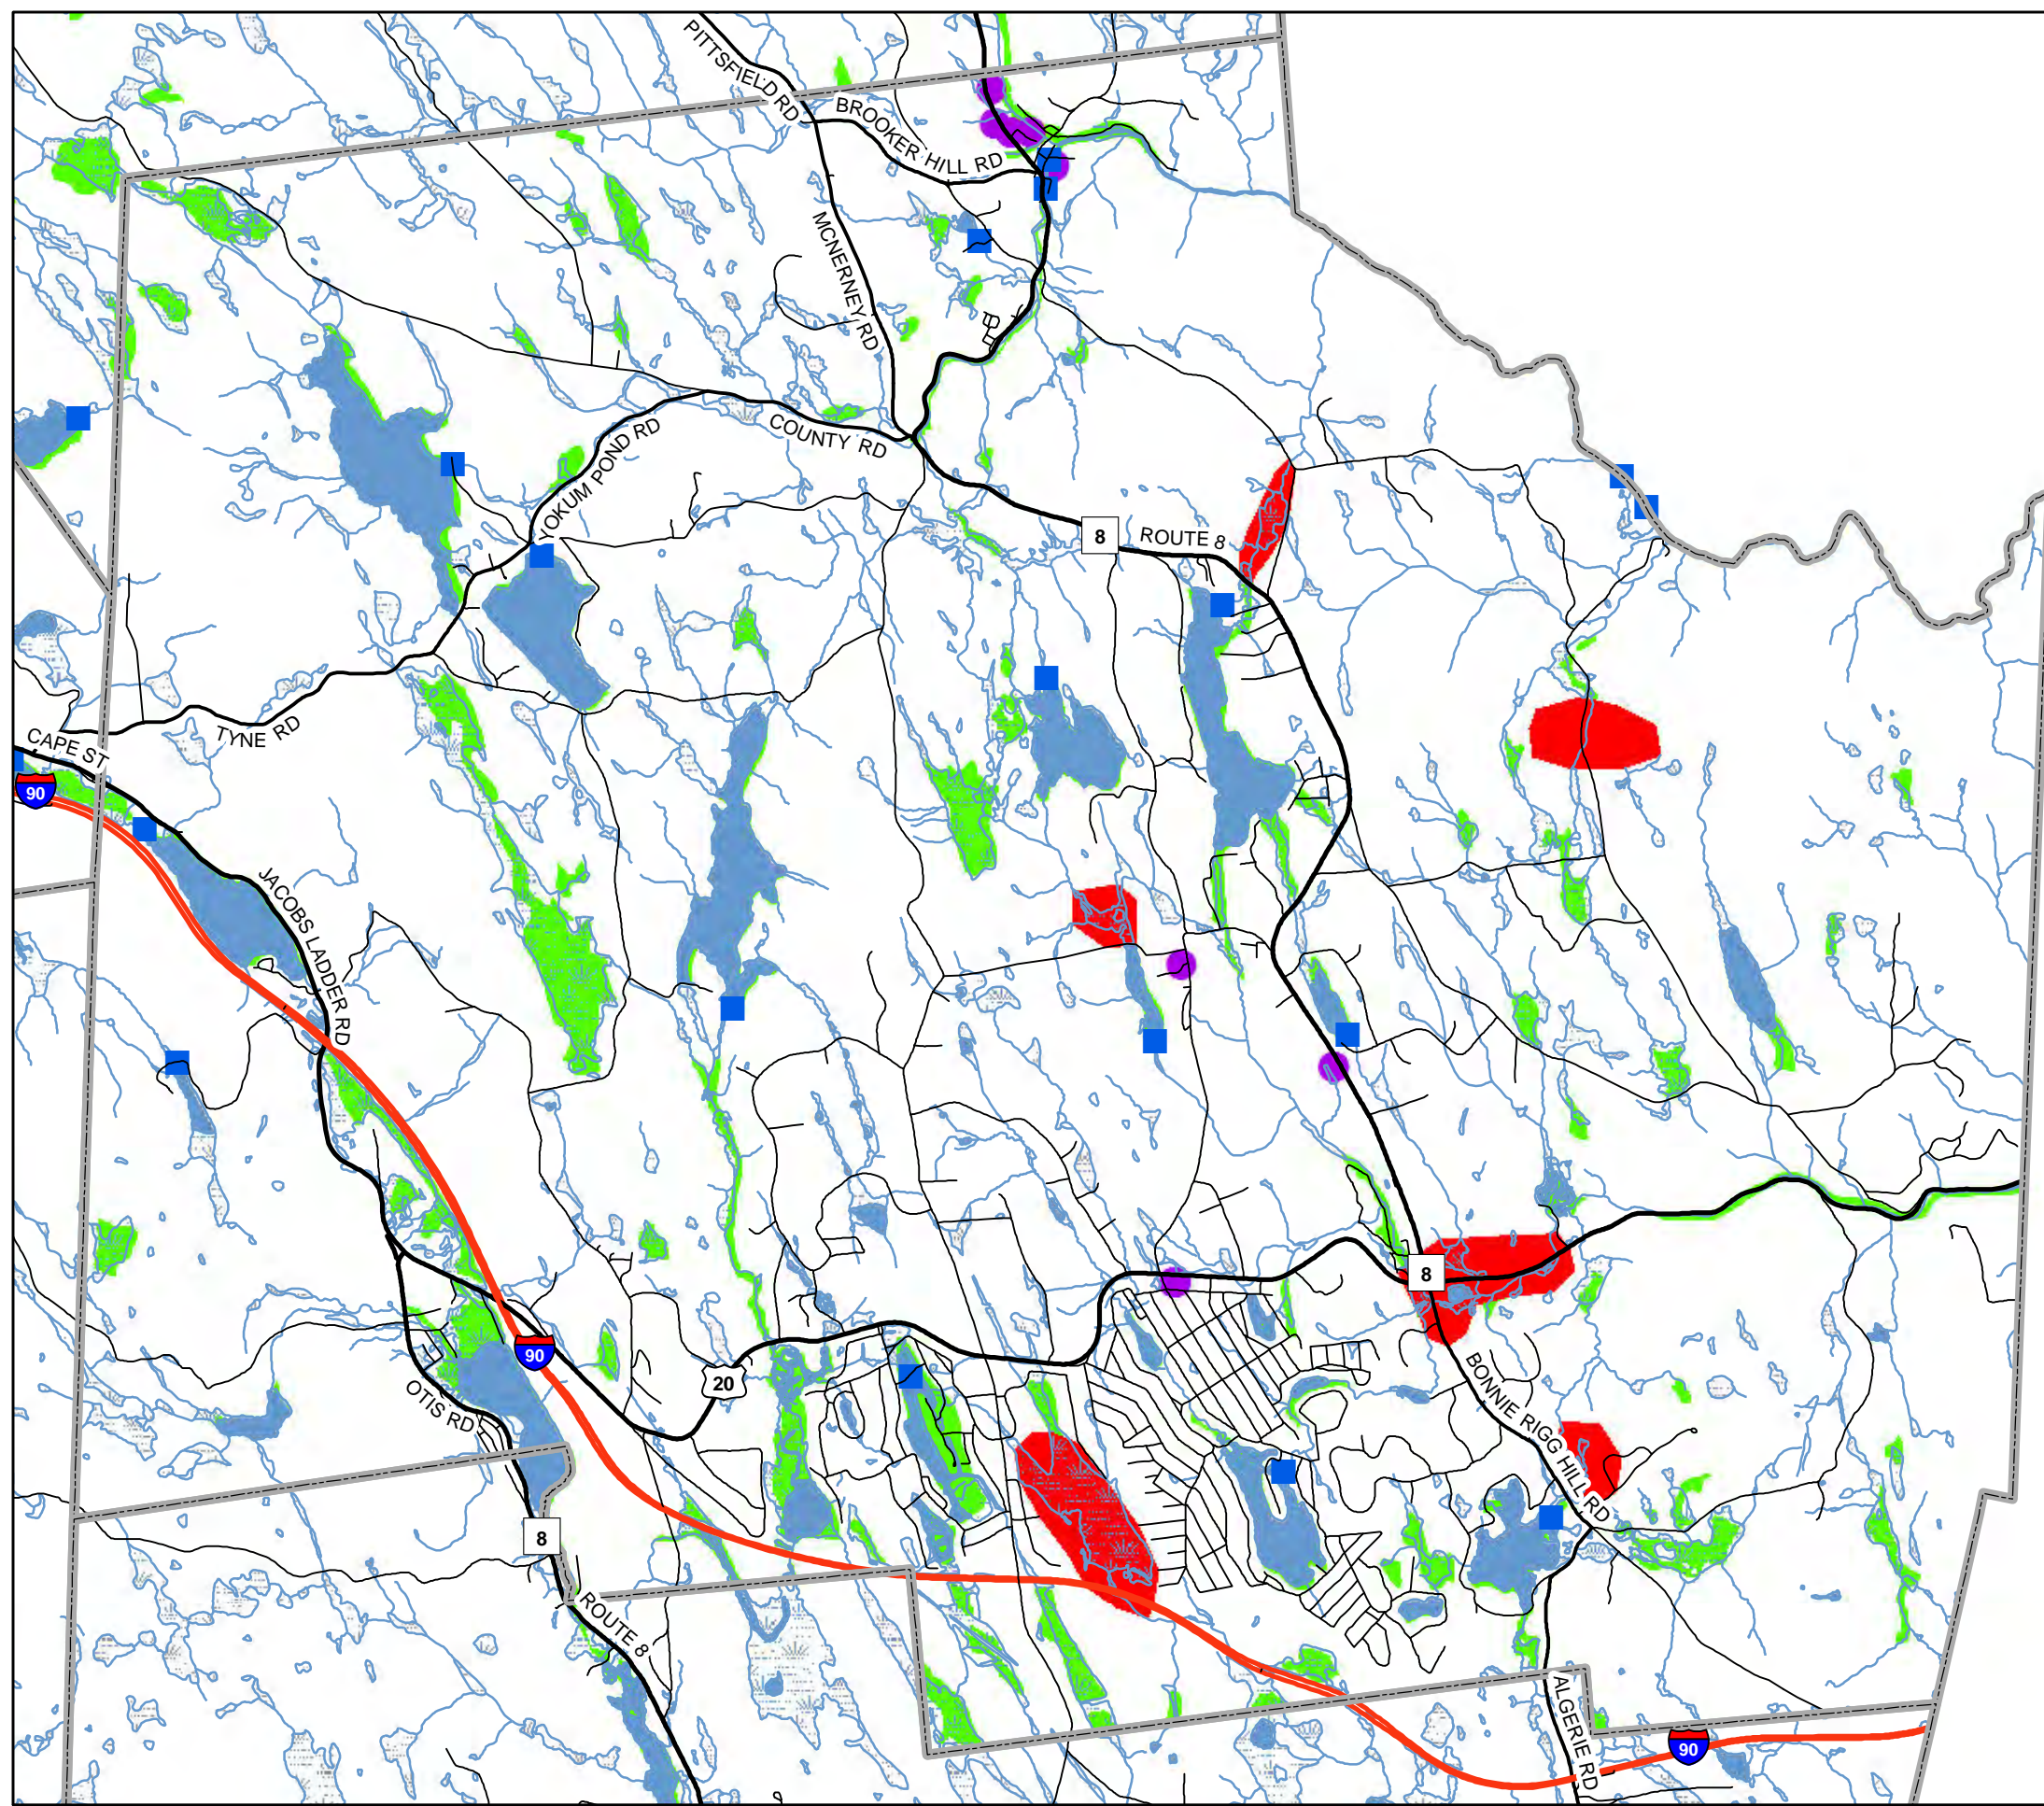 PITTSFIELD RD
BROOKER HILL RD
MCNERNEY RD
COUNTY RD
YOKUM POND RD
8
ROUTE 8
TYNE RD
CAPE ST
90
JACOBS LADDER RD
8
90
20
OTIS RD
BONNIE RIGG HILL RD
8
ROUTE 8
ALGERIE RD
90